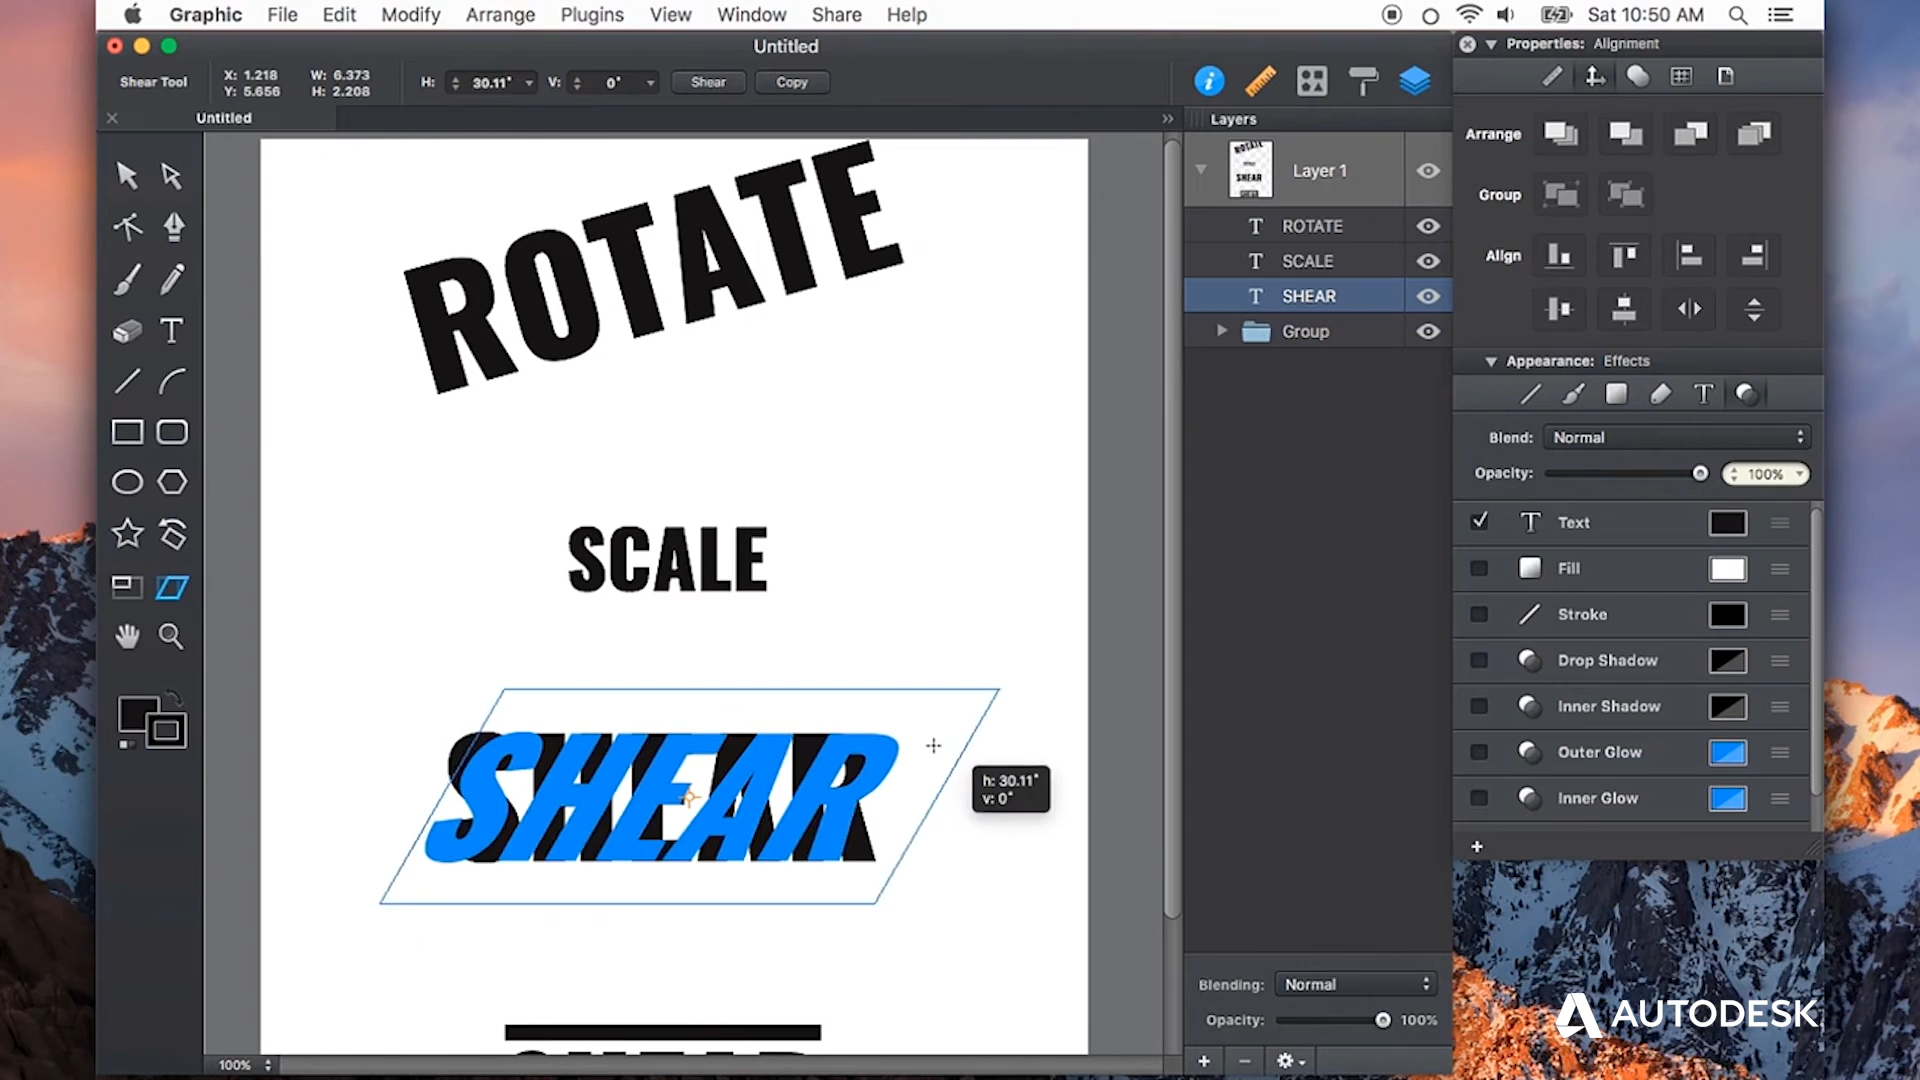 Graphic File Edit Modify Arrange Plugins View Window Share Help
Sat 10:50 AM
Untitled
Shear Tool
X: 1.218
Y: 5.656
W: 6.373
H: 2.208
H: 30.11°
V: 0°
Shear
Copy
Untitled
ROTATE
SCALE
SHEAR
h: 30.11°
v: 0°
100%
Layers
Layer 1
ROTATE
SCALE
SHEAR
Group
Blending: Normal
Opacity: 100%
Properties: Alignment
Arrange
Group
Align
Appearance: Effects
Blend: Normal
Opacity: 100%
Text
Fill
Stroke
Drop Shadow
Inner Shadow
Outer Glow
Inner Glow
AUTODESK